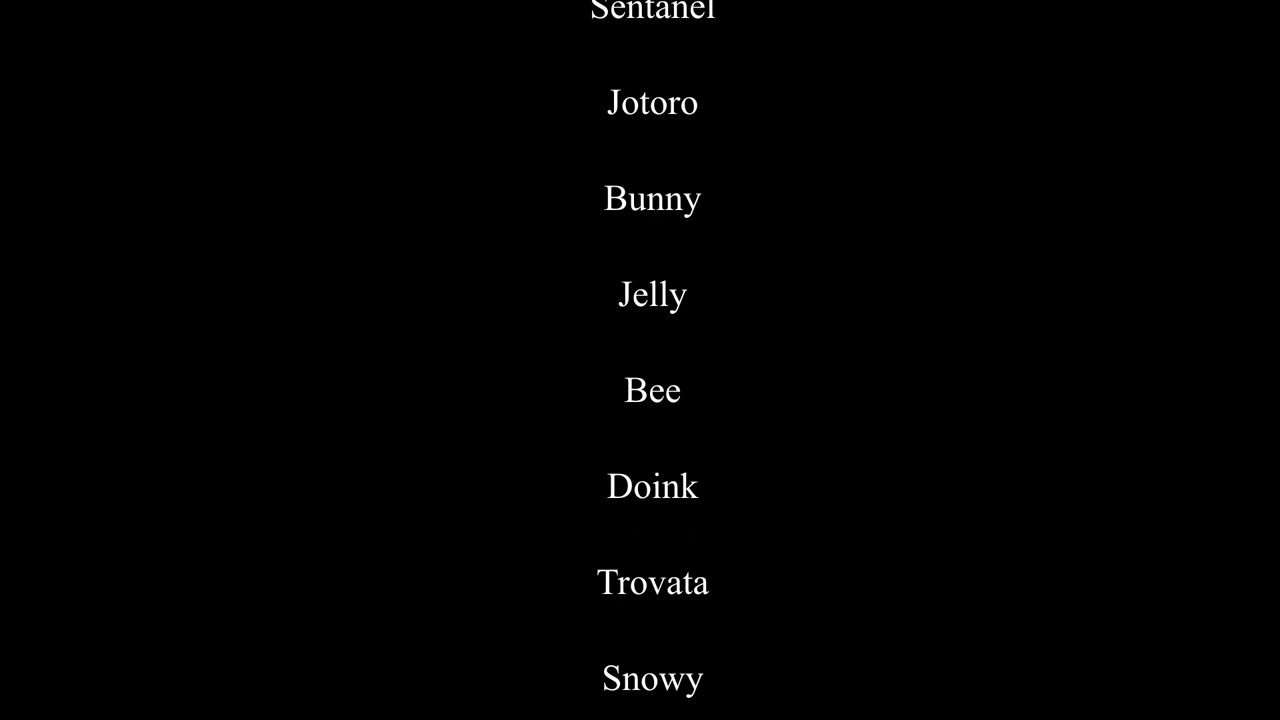 Sentanel
Jotoro
Bunny
Jelly
Bee
Doink
Trovata
Snowy